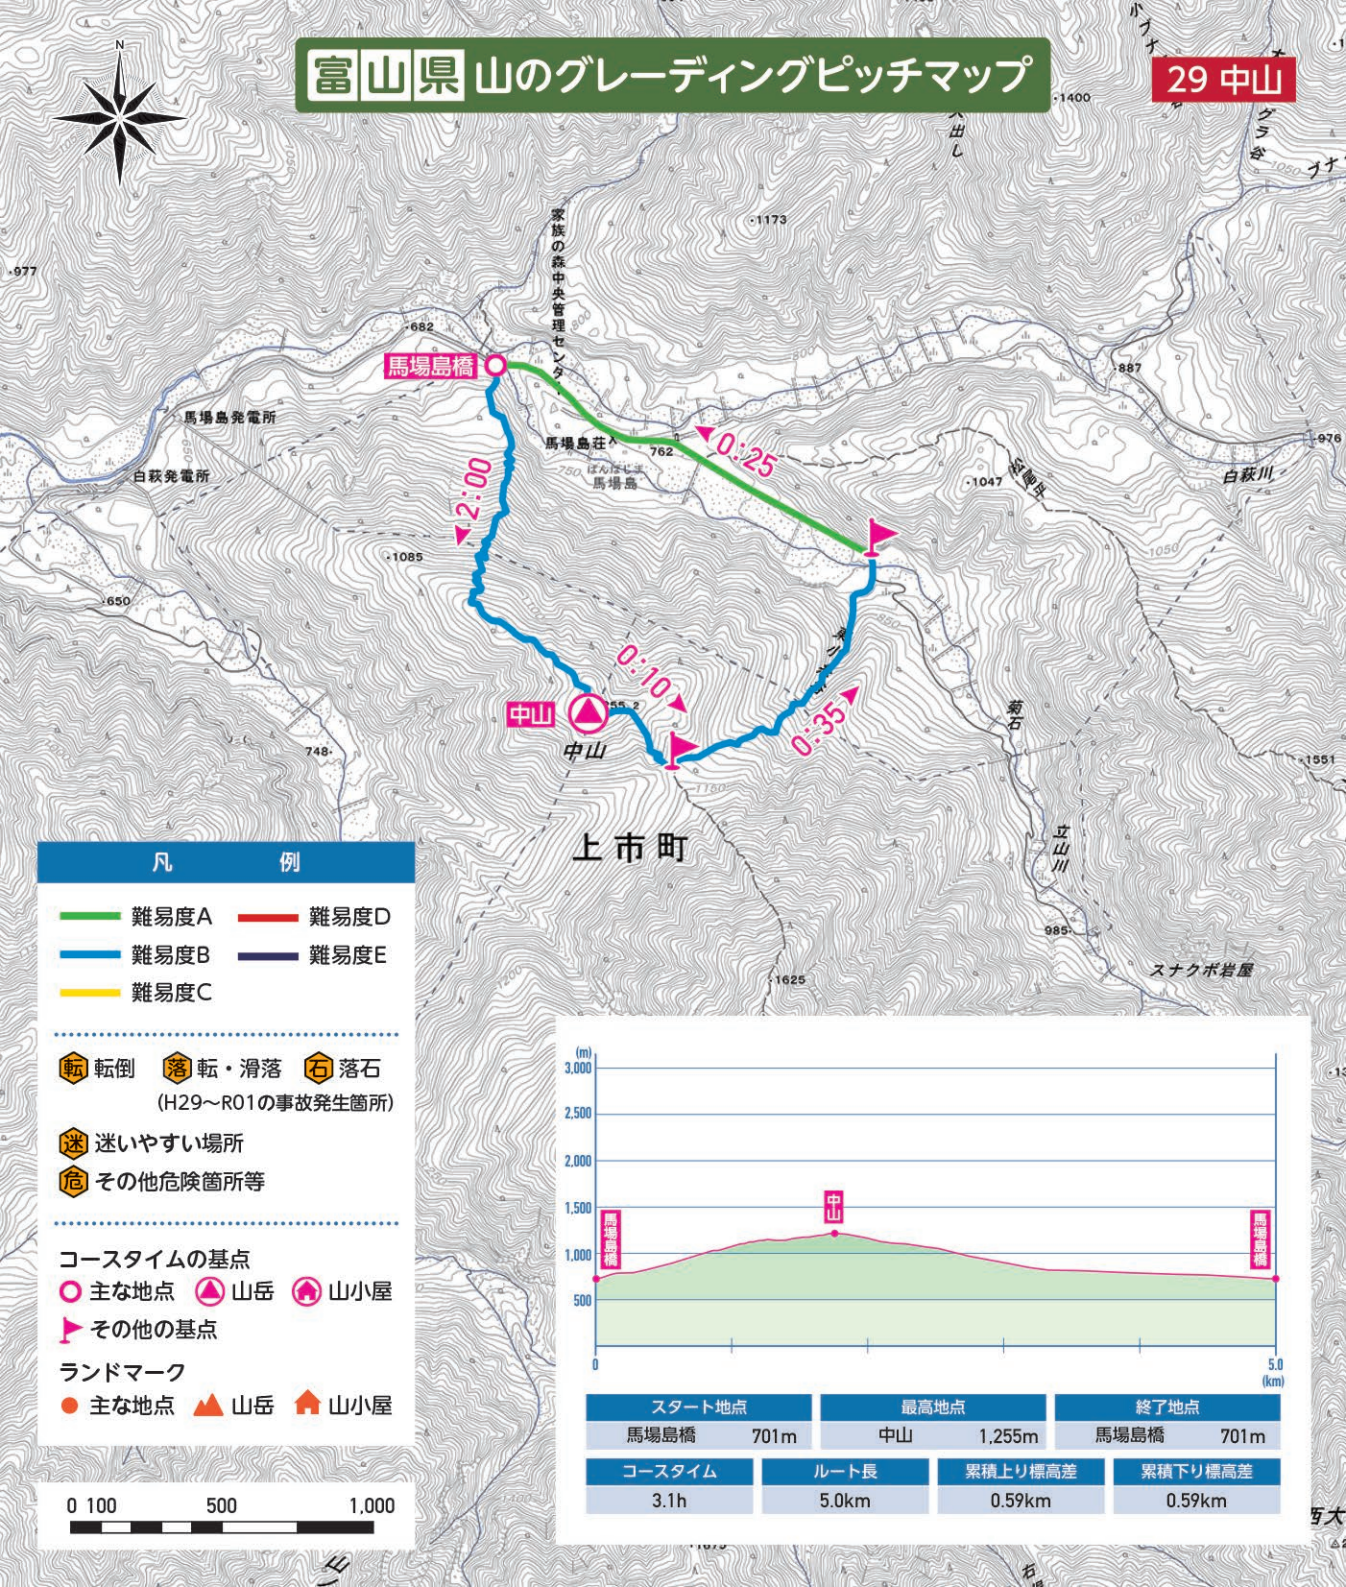 N
富山県 山のグレーディングピッチマップ
29 中山
1400
家族の森中央管理センター
1173
977
682
800
馬場島橋
887
馬場島発電所
白萩発電所
馬場島荘
762
0:25
750
ばんばじま
馬場島
976
白萩川
1047
2:00
1085
1050
650
850
0:10
中山
中山
0:35
菊石
748
1150
1551
上市町
立山川
985
スナクボ岩屋
1625
1200
凡例
難易度A
難易度D
難易度B
難易度E
難易度C
転 転倒
落 転・滑落
石 落石
(H29〜R01の事故発生箇所)
迷 迷いやすい場所
危 その他危険箇所等
コースタイムの基点
主な地点
山岳
山小屋
その他の基点
ランドマーク
主な地点
山岳
山小屋
0 100 500 1,000
(m)
3,000
2,500
2,000
1,500
1,000
500
馬場島橋
中山
馬場島橋
0
5.0
(km)
スタート地点
最高地点
終了地点
馬場島橋 701m
中山 1,255m
馬場島橋 701m
コースタイム
ルート長
累積上り標高差
累積下り標高差
3.1h
5.0km
0.59km
0.59km